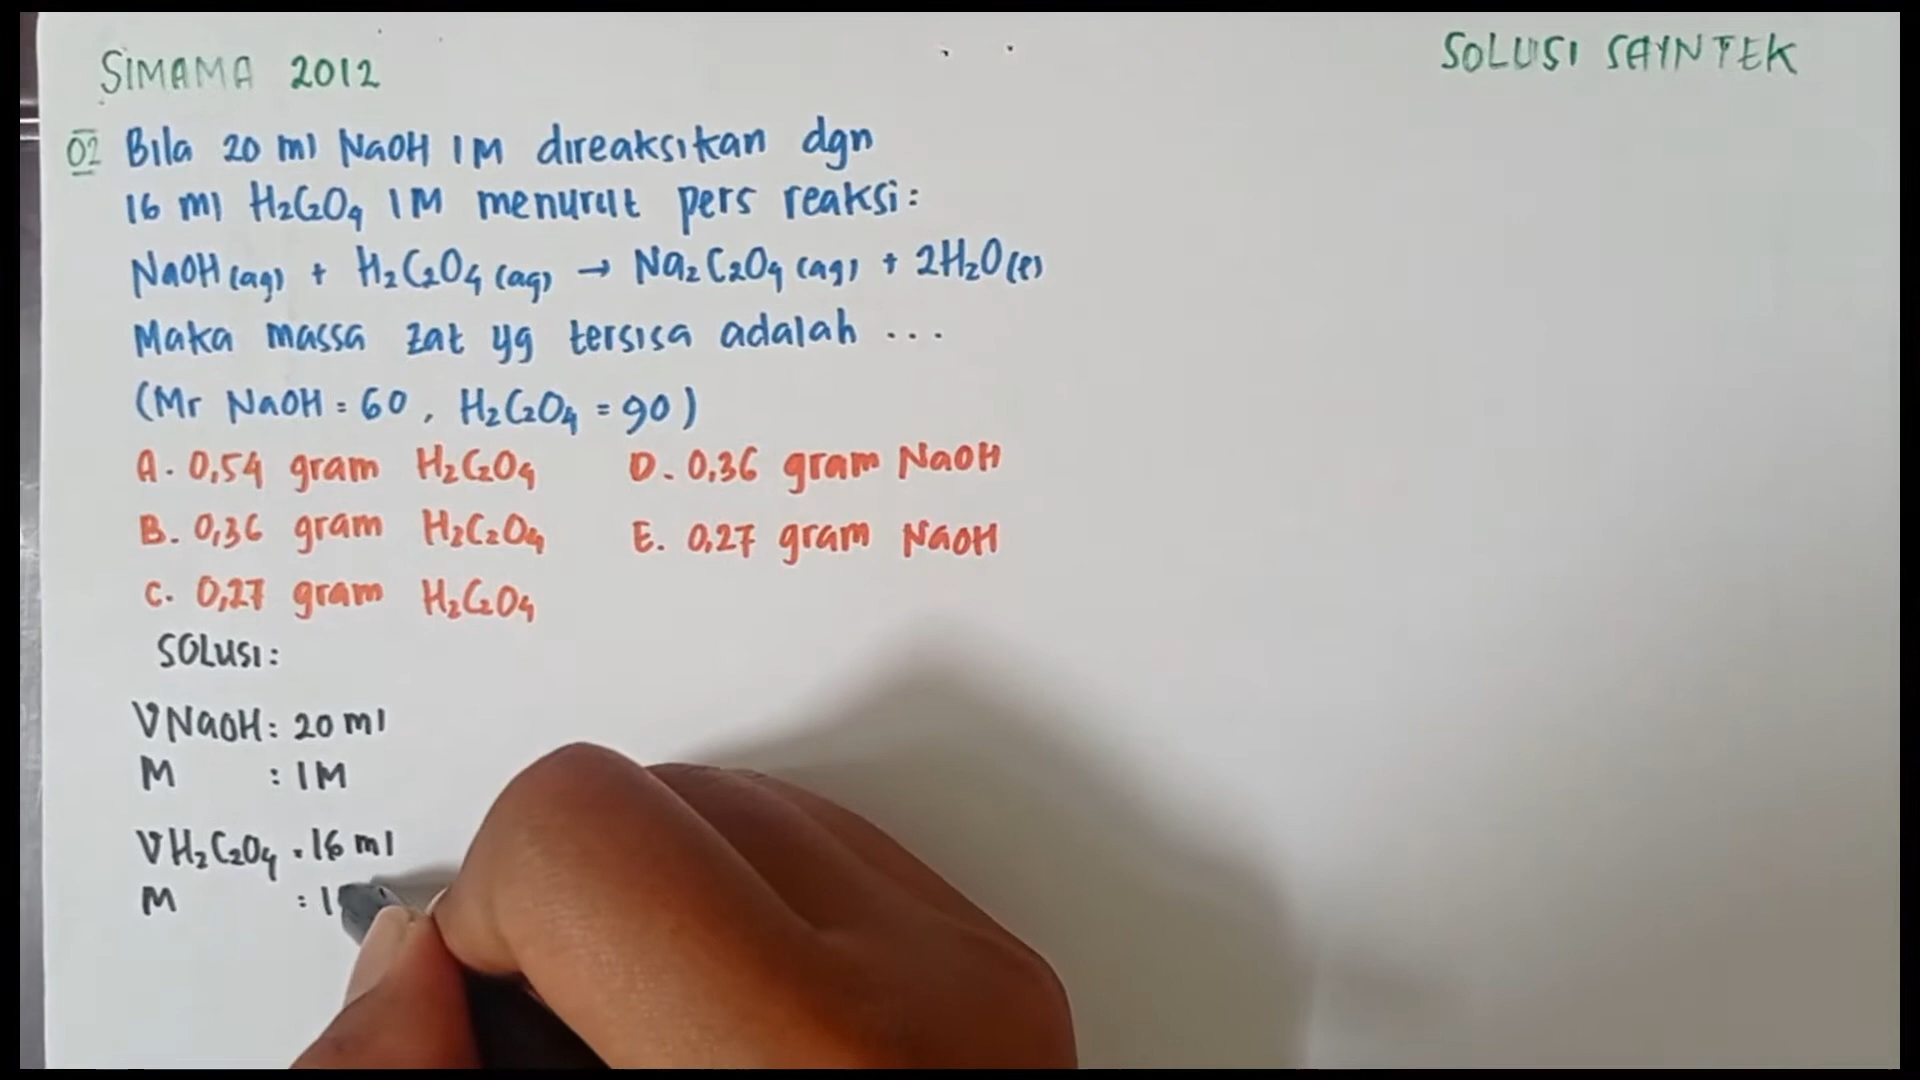 SIMAMA 2012
SOLUSI SAYNTEK
02 Bila 20 ml NaOH 1M direaksikan dgn
16 ml H2C2O4 1M menurut pers reaksi:
NaOH (aq) + H2C2O4 (aq) → Na2C2O4 (aq) + 2H2O (l)
Maka massa zat yg tersisa adalah ...
(Mr NaOH = 60, H2C2O4 = 90)
A. 0,54 gram H2C2O4
D. 0,36 gram NaOH
B. 0,36 gram H2C2O4
E. 0,27 gram NaOH
C. 0,27 gram H2C2O4
SOLUSI:
V NaOH: 20 ml
M : 1M
V H2C2O4 = 16 ml
M : 1